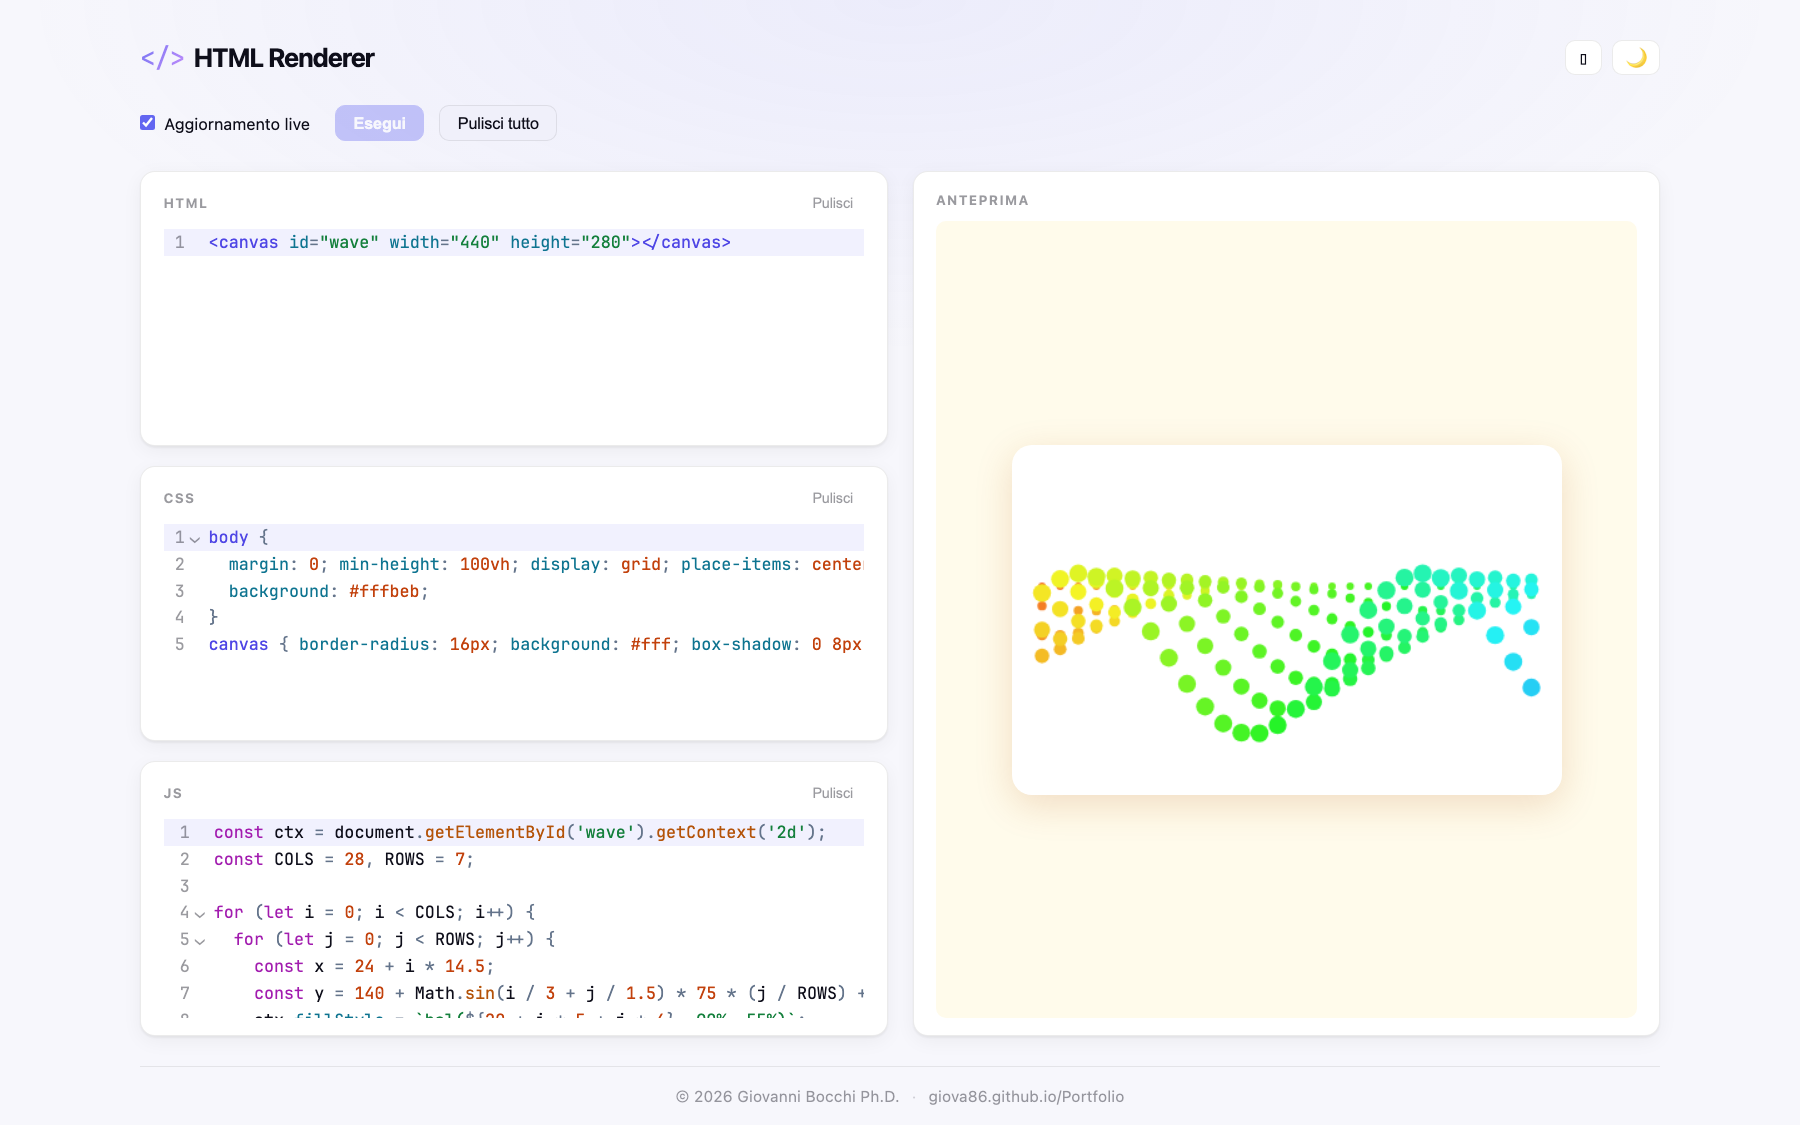 </> HTML Renderer
Aggiornamento live
Esegui
Pulisci tutto
HTML
Pulisci
1 <canvas id="wave" width="440" height="280"></canvas>
CSS
Pulisci
1 body {
2 margin: 0; min-height: 100vh; display: grid; place-items: center
3 background: #fffbeb;
4 }
5 canvas { border-radius: 16px; background: #fff; box-shadow: 0 8px
JS
Pulisci
1 const ctx = document.getElementById('wave').getContext('2d');
2 const COLS = 28, ROWS = 7;
3
4 for (let i = 0; i < COLS; i++) {
5 for (let j = 0; j < ROWS; j++) {
6 const x = 24 + i * 14.5;
7 const y = 140 + Math.sin(i / 3 + j / 1.5) * 75 * (j / ROWS) +
ANTEPRIMA
© 2026 Giovanni Bocchi Ph.D. · giova86.github.io/Portfolio